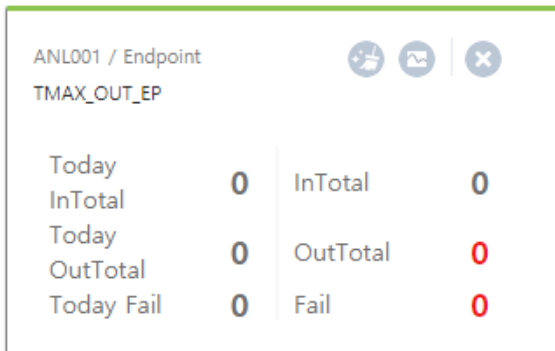 ANL001 / Endpoint
TMAX_OUT_EP
Today
InTotal
0
InTotal
0
Today
OutTotal
0
OutTotal
0
Today Fail
0
Fail
0